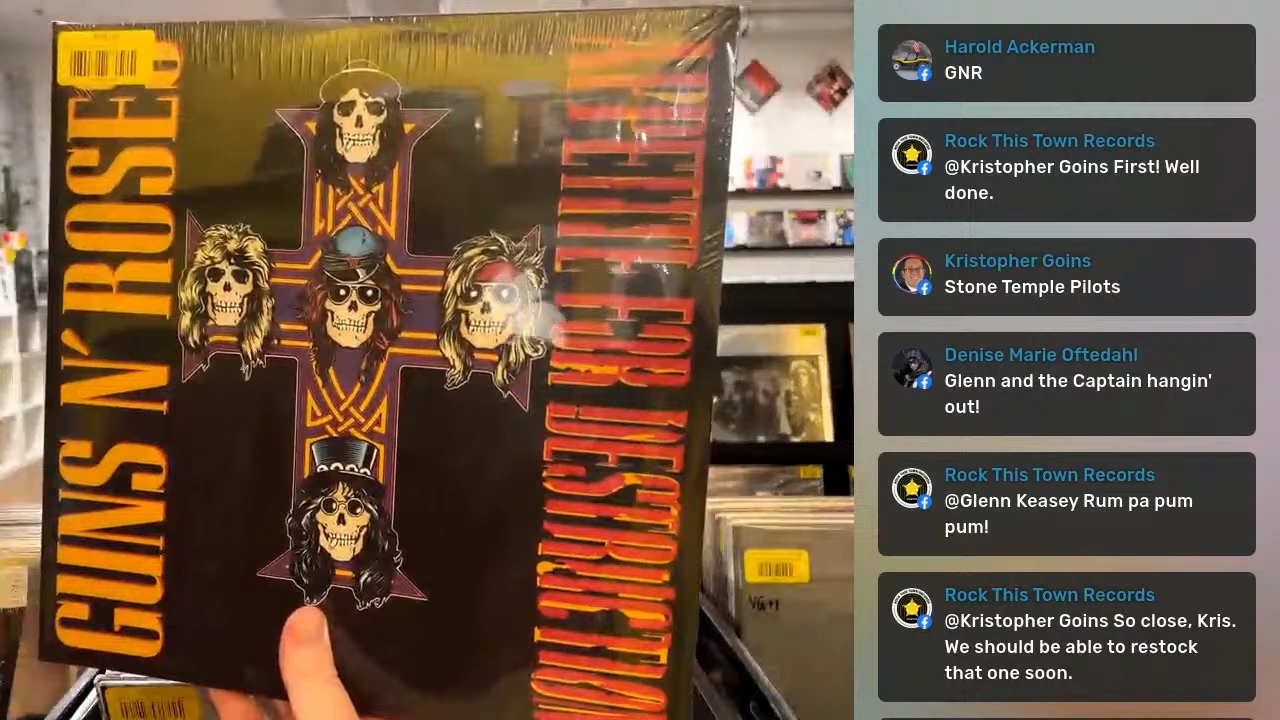 GUNS N' ROSES
APPETITE FOR DESTRUCTION
VG+1
Harold Ackerman
GNR
Rock This Town Records
@Kristopher Goins First! Well
done.
Kristopher Goins
Stone Temple Pilots
Denise Marie Oftedahl
Glenn and the Captain hangin'
out!
Rock This Town Records
@Glenn Keasey Rum pa pum
pum!
Rock This Town Records
@Kristopher Goins So close, Kris.
We should be able to restock
that one soon.